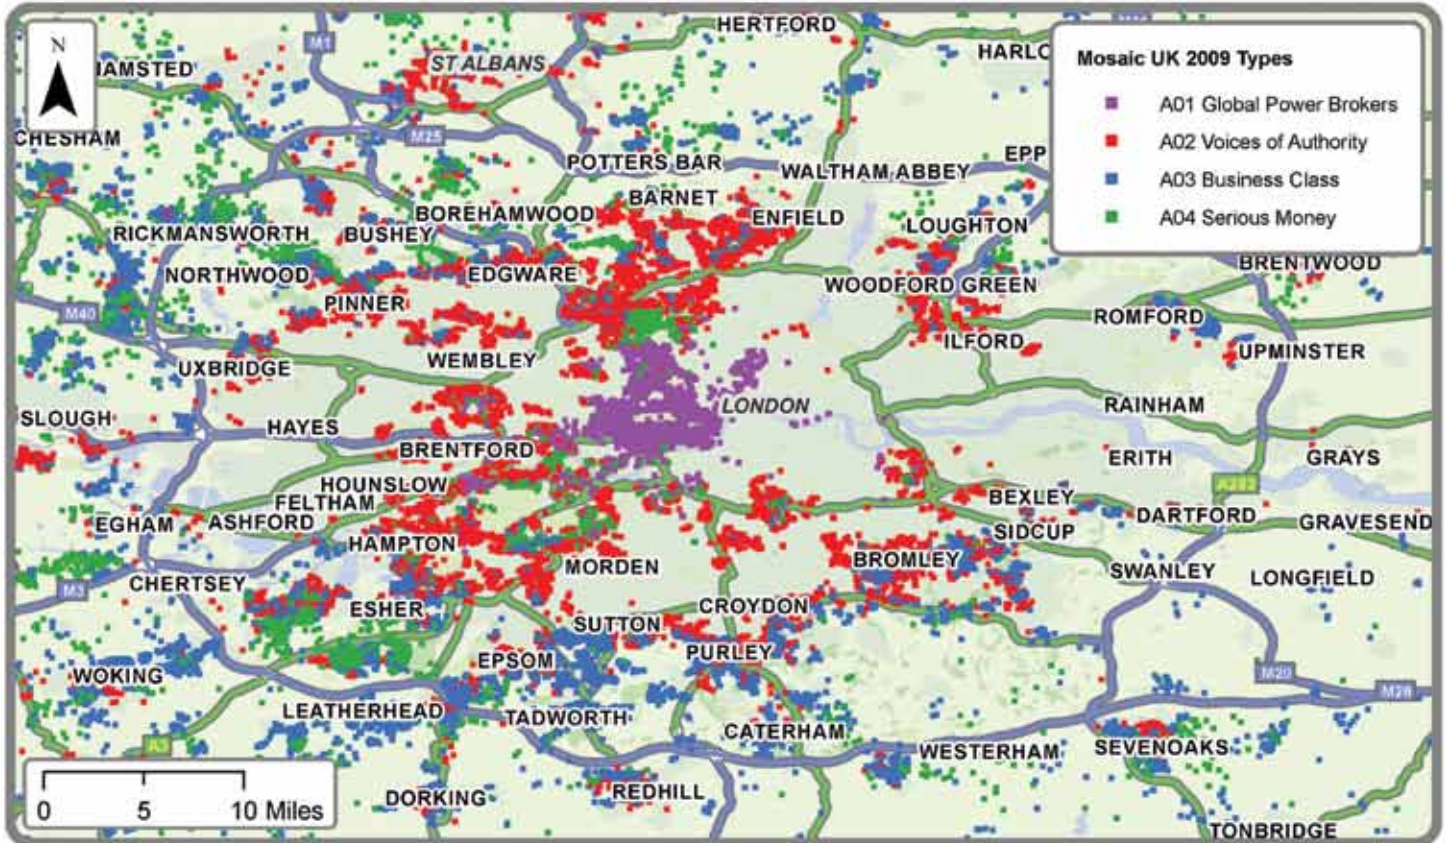 HERTFORD
N
M1
HARLO
IAMSTED
ST ALBANS
Mosaic UK 2009 Types
A01 Global Power Brokers
A02 Voices of Authority
A03 Business Class
A04 Serious Money
CHESHAM
M25
POTTERS BAR
WALTHAM ABBEY
EPP
BARNET
BOREHAMWOOD
ENFIELD
LOUGHTON
RICKMANSWORTH
BUSHEY
NORTHWOOD
EDGWARE
BRENTWOOD
PINNER
WOODFORD GREEN
M40
ROMFORD
ILFORD
WEMBLEY
UPMINSTER
UXBRIDGE
LONDON
RAINHAM
SLOUGH
HAYES
BRENTFORD
ERITH
GRAYS
HOUNSLOW
FELTHAM
BEXLEY
EGHAM
ASHFORD
DARTFORD
GRAVESEND
HAMPTON
SIDCUP
BROMLEY
MORDEN
SWANLEY
LONGFIELD
M3
CHERTSEY
ESHER
CROYDON
SUTTON
PURLEY
EPSOM
WOKING
M20
LEATHERHEAD
TADWORTH
CATERHAM
A3
WESTERHAM
SEVENOAKS
0 5 10 Miles
DORKING
REDHILL
TONBRIDGE